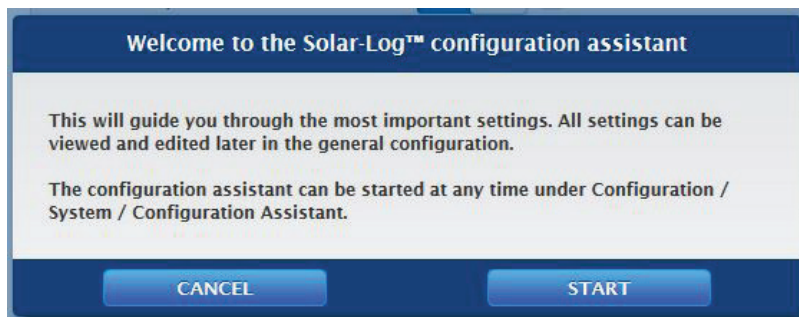 Welcome to the Solar-Log™ configuration assistant
This will guide you through the most important settings. All settings can be
viewed and edited later in the general configuration.
The configuration assistant can be started at any time under Configuration /
System / Configuration Assistant.
CANCEL
START